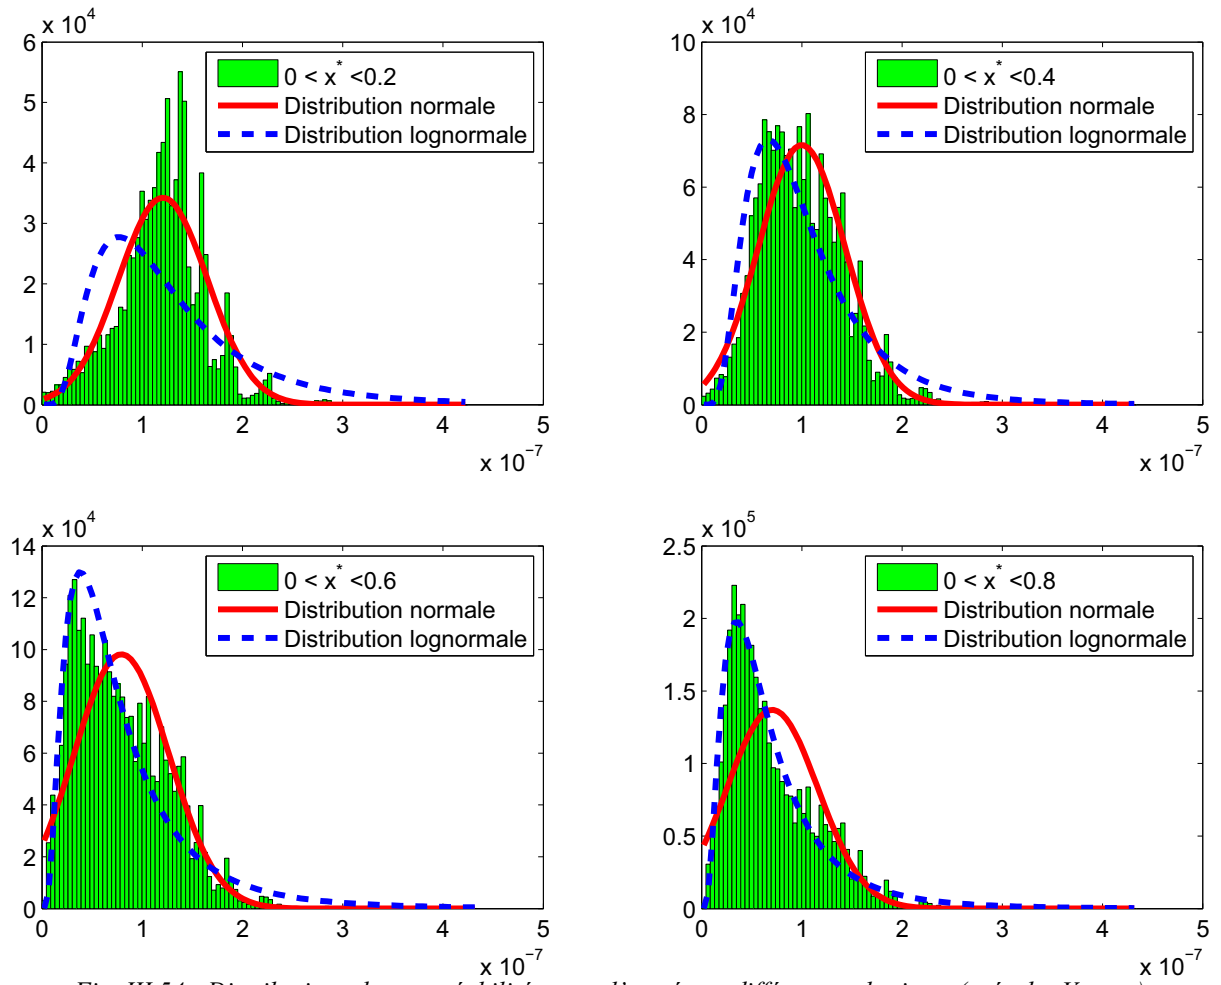 x 10^4
6
5
4
3
2
1
0
0 1 2 3 4 5
x 10^-7
0 < x* <0.2
Distribution normale
Distribution lognormale
x 10^4
10
8
6
4
2
0
0 1 2 3 4 5
x 10^-7
0 < x* <0.4
Distribution normale
Distribution lognormale
x 10^4
14
12
10
8
6
4
2
0
0 1 2 3 4 5
x 10^-7
0 < x* <0.6
Distribution normale
Distribution lognormale
x 10^5
2.5
2
1.5
1
0.5
0
0 1 2 3 4 5
x 10^-7
0 < x* <0.8
Distribution normale
Distribution lognormale